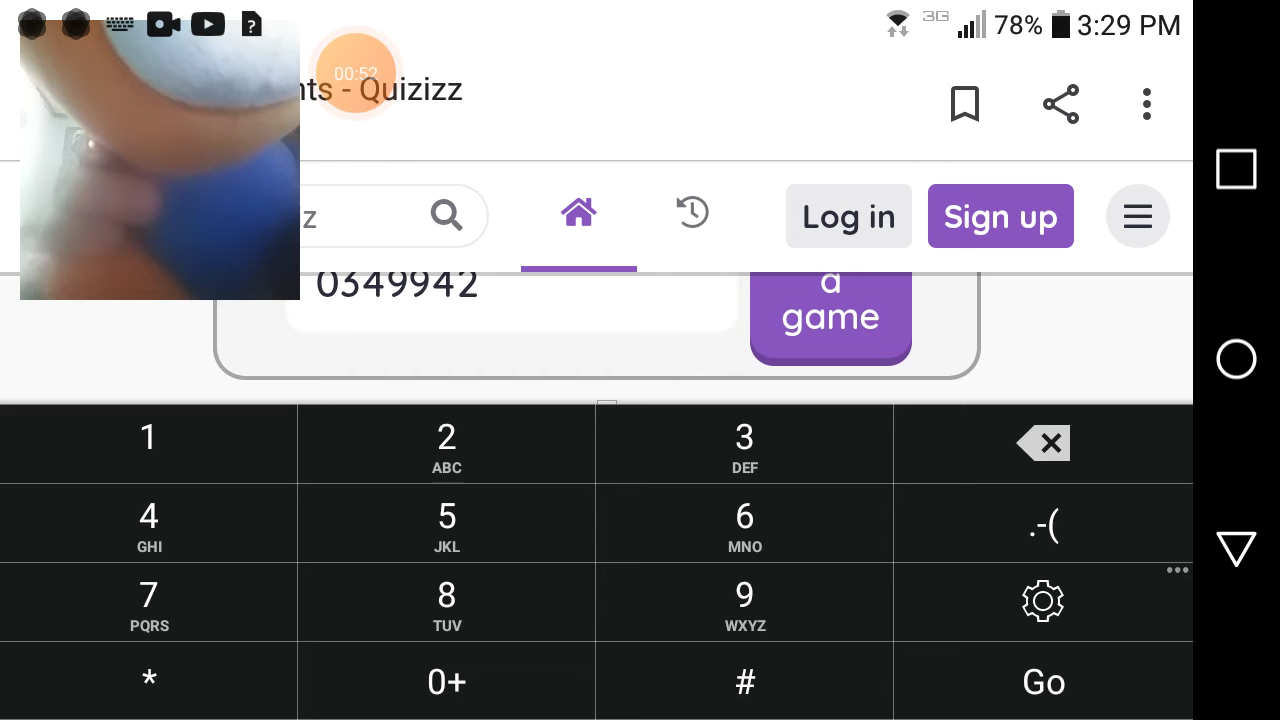 3G 78% 3:29 PM
00:52
nts - Quizizz
z Log in Sign up
0349942
a
game
1 2 3
ABC DEF
4 5 6 .-(
GHI JKL MNO
7 8 9
PQRS TUV WXYZ
* 0+ # Go